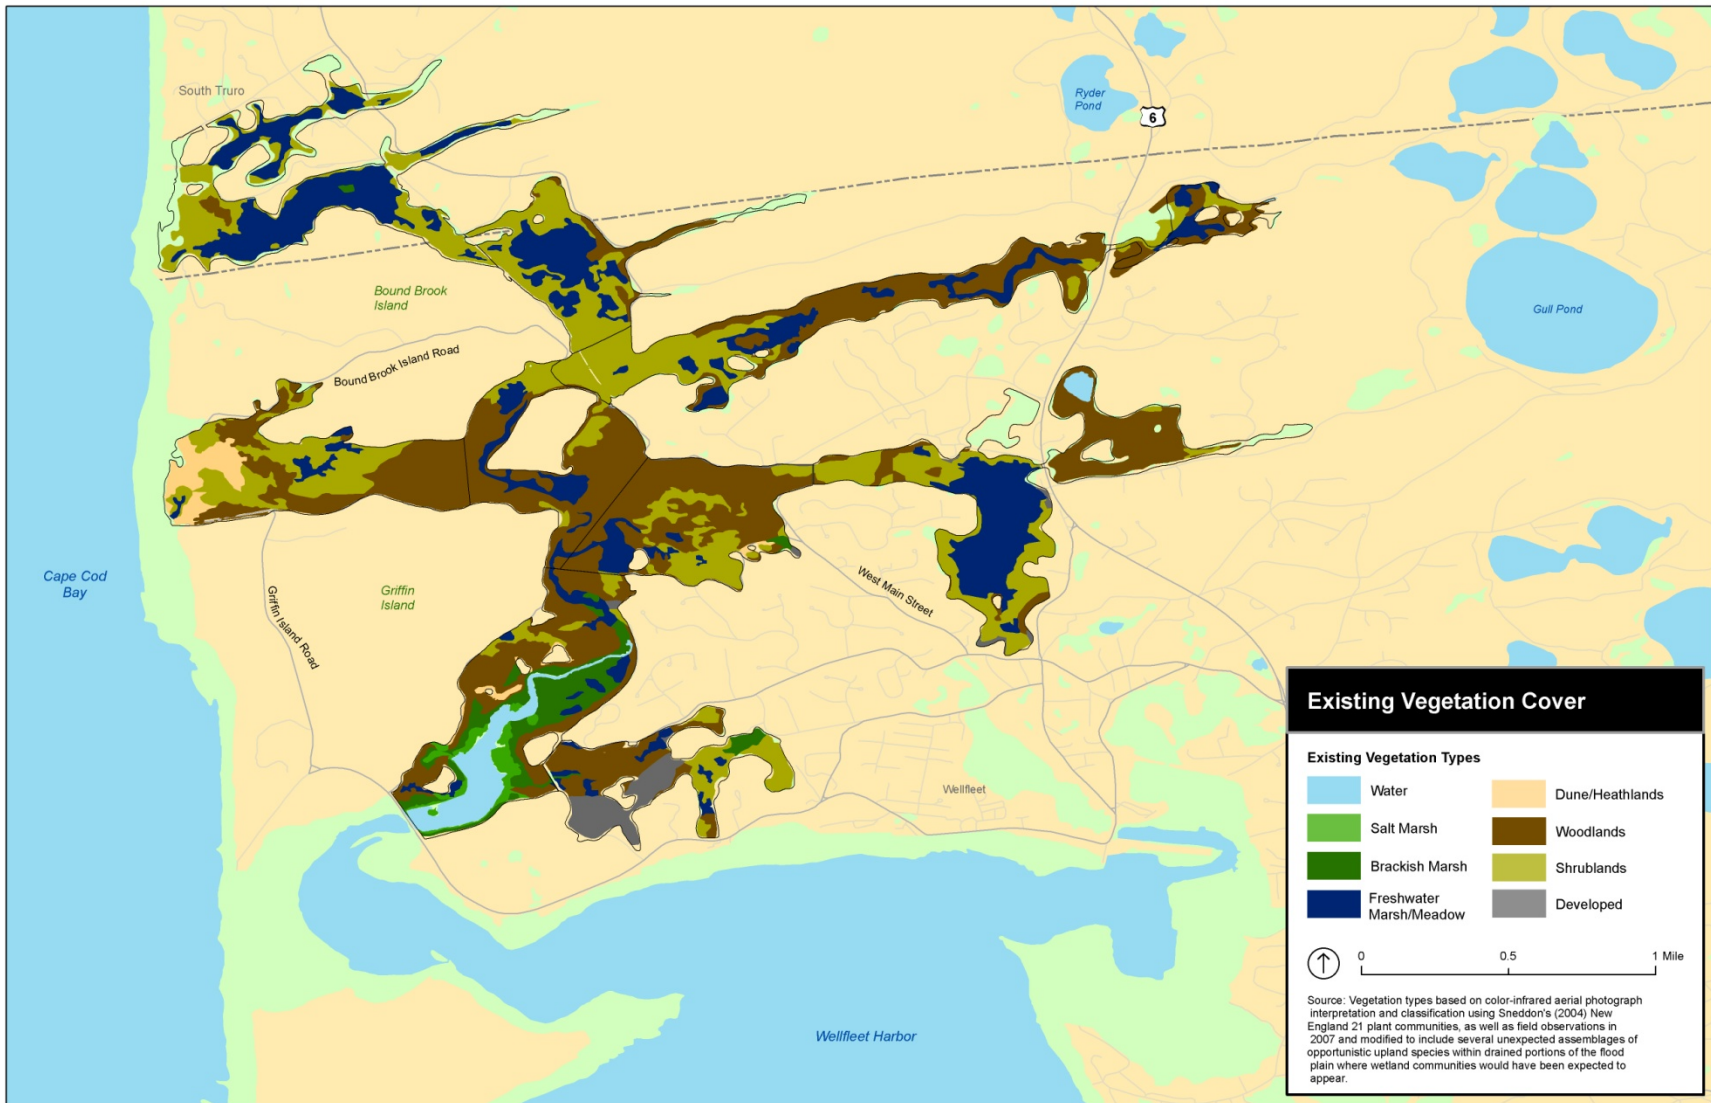 South Truro
Ryder
Pond
6
Bound Brook
Island
Gull Pond
Bound Brook Island Road
Cape Cod
Bay
Griffin
Island
Griffin Island Road
West Main Street
Wellfleet
Wellfleet Harbor
Existing Vegetation Cover
Existing Vegetation Types
Water
Salt Marsh
Brackish Marsh
Freshwater
Marsh/Meadow
Dune/Heathlands
Woodlands
Shrublands
Developed
0 0.5 1 Mile
Source: Vegetation types based on color-infrared aerial photograph
interpretation and classification using Sneddon's (2004) New
England 21 plant communities, as well as field observations in
2007 and modified to include several unexpected assemblages of
opportunistic upland species within drained portions of the flood
plain where wetland communities would have been expected to
appear.